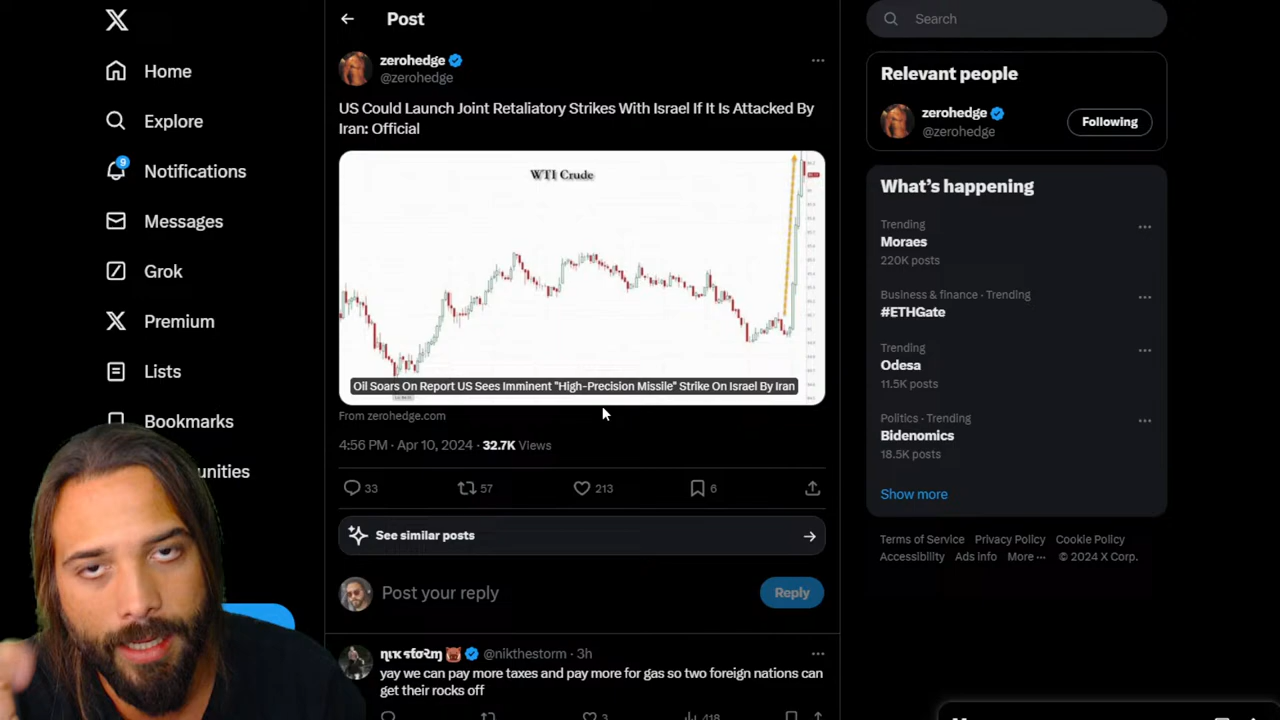 Home
Explore
9
Notifications
Messages
Grok
Premium
Lists
Bookmarks
unities
Post
zerohedge
@zerohedge
US Could Launch Joint Retaliatory Strikes With Israel If It Is Attacked By
Iran: Official
WTI Crude
Oil Soars On Report US Sees Imminent "High-Precision Missile" Strike On Israel By Iran
From zerohedge.com
4:56 PM · Apr 10, 2024 · 32.7K Views
33
57
213
6
See similar posts
Post your reply
Reply
@nikthestorm · 3h
yay we can pay more taxes and pay more for gas so two foreign nations can
get their rocks off
3
418
Search
Relevant people
zerohedge
@zerohedge
Following
What's happening
Trending
Moraes
220K posts
Business & finance · Trending
#ETHGate
Trending
Odesa
11.5K posts
Politics · Trending
Bidenomics
18.5K posts
Show more
Terms of Service Privacy Policy Cookie Policy
Accessibility Ads info More ··· © 2024 X Corp.